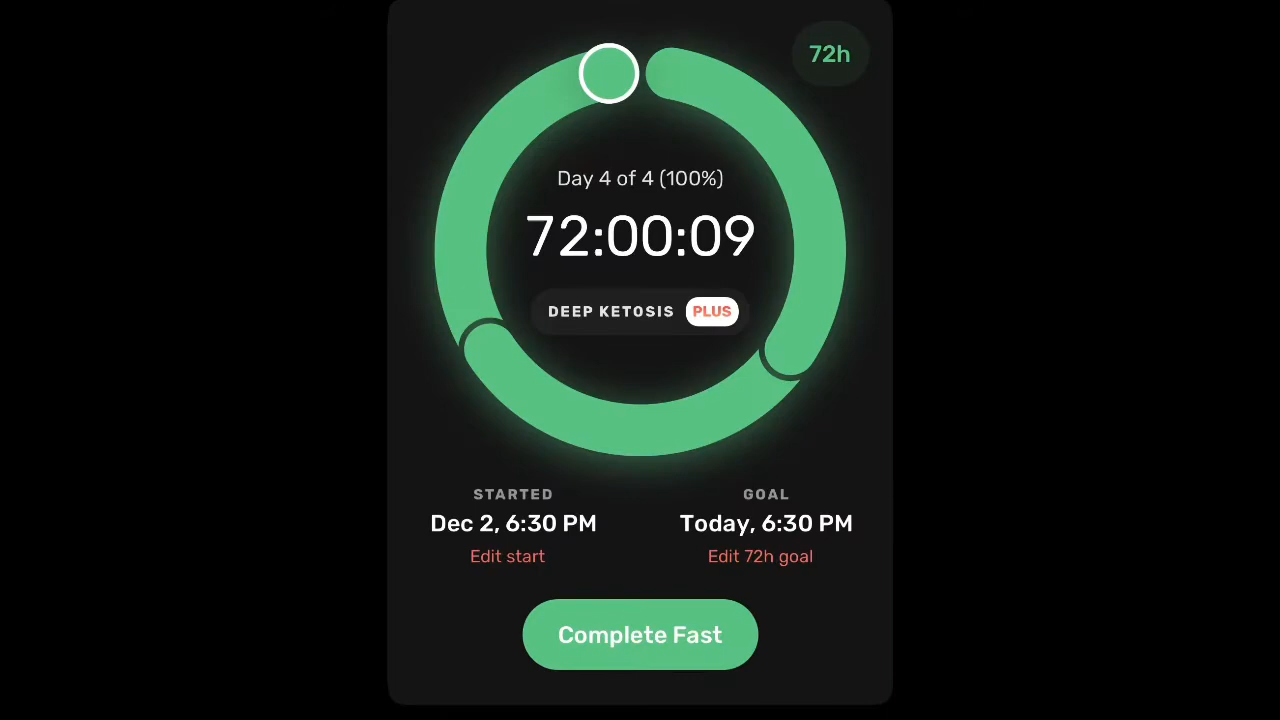 72h
Day 4 of 4 (100%)
72:00:09
DEEP KETOSIS PLUS
STARTED
Dec 2, 6:30 PM
Edit start
GOAL
Today, 6:30 PM
Edit 72h goal
Complete Fast